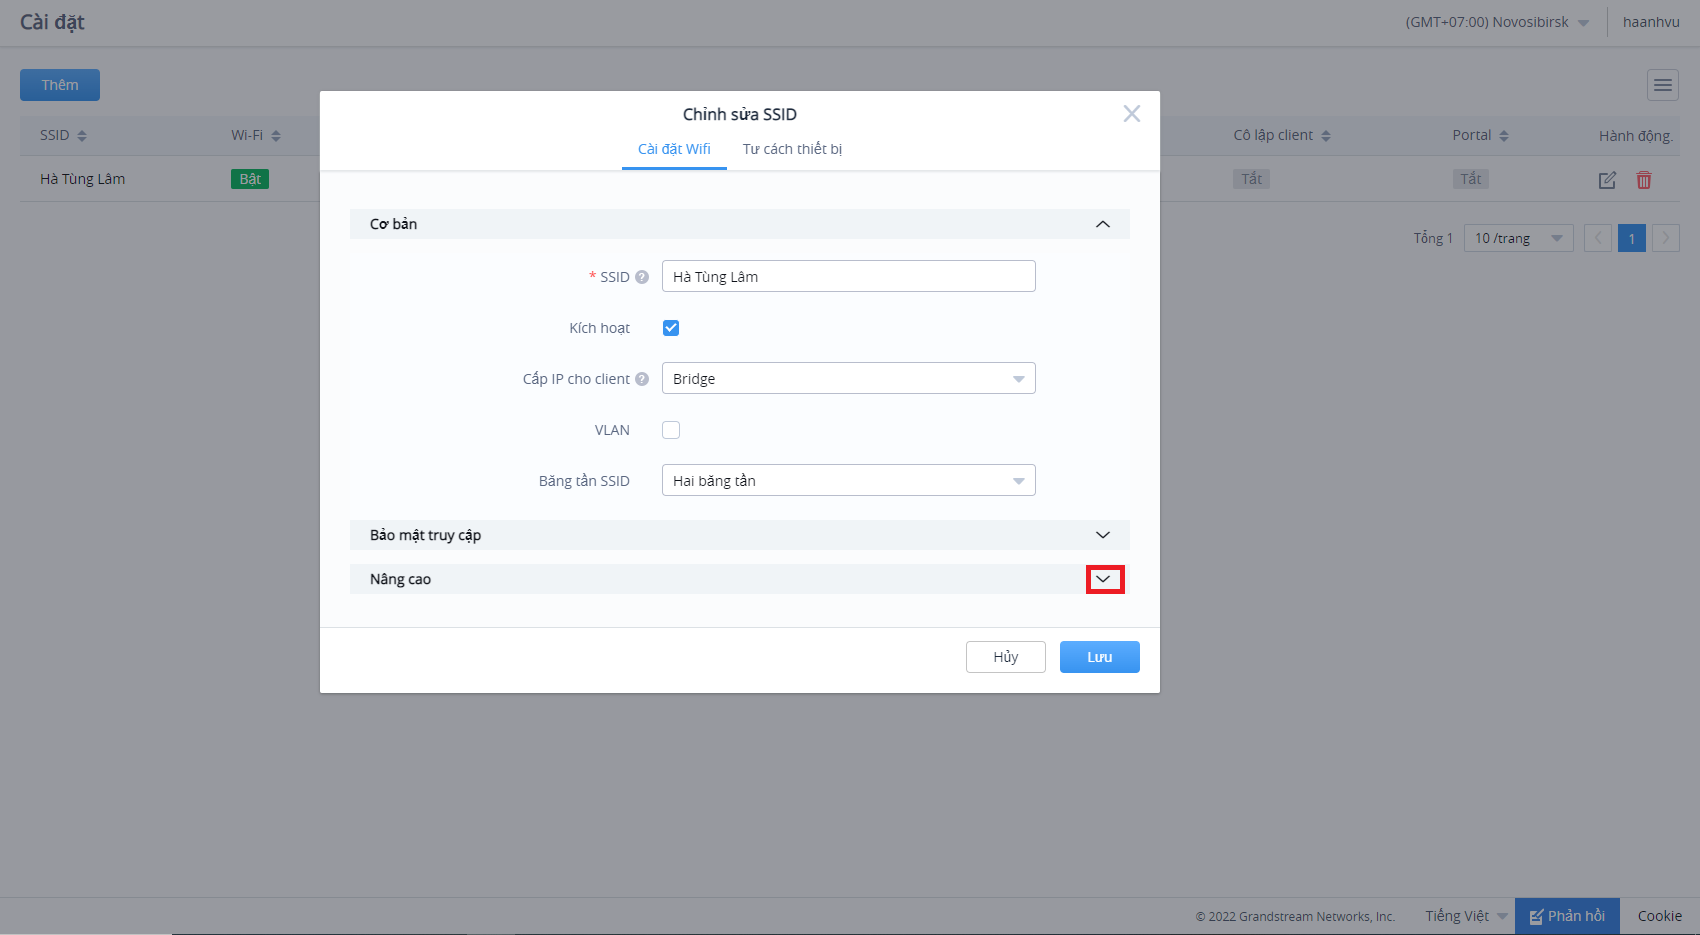 Cài đặt
(GMT+07:00) Novosibirsk
haanhvu
Thêm
SSID
Wi-Fi
Cô lập client
Portal
Hành động.
Hà Tùng Lâm
Bật
Tắt
Tắt
Tổng 1
10 /trang
1
Chỉnh sửa SSID
Cài đặt Wifi
Tư cách thiết bị
Cơ bản
* SSID ?
Hà Tùng Lâm
Kích hoạt
Cấp IP cho client ?
Bridge
VLAN
Băng tần SSID
Hai băng tần
Bảo mật truy cập
Nâng cao
Hủy
Lưu
© 2022 Grandstream Networks, Inc.
Tiếng Việt
Phản hồi
Cookie